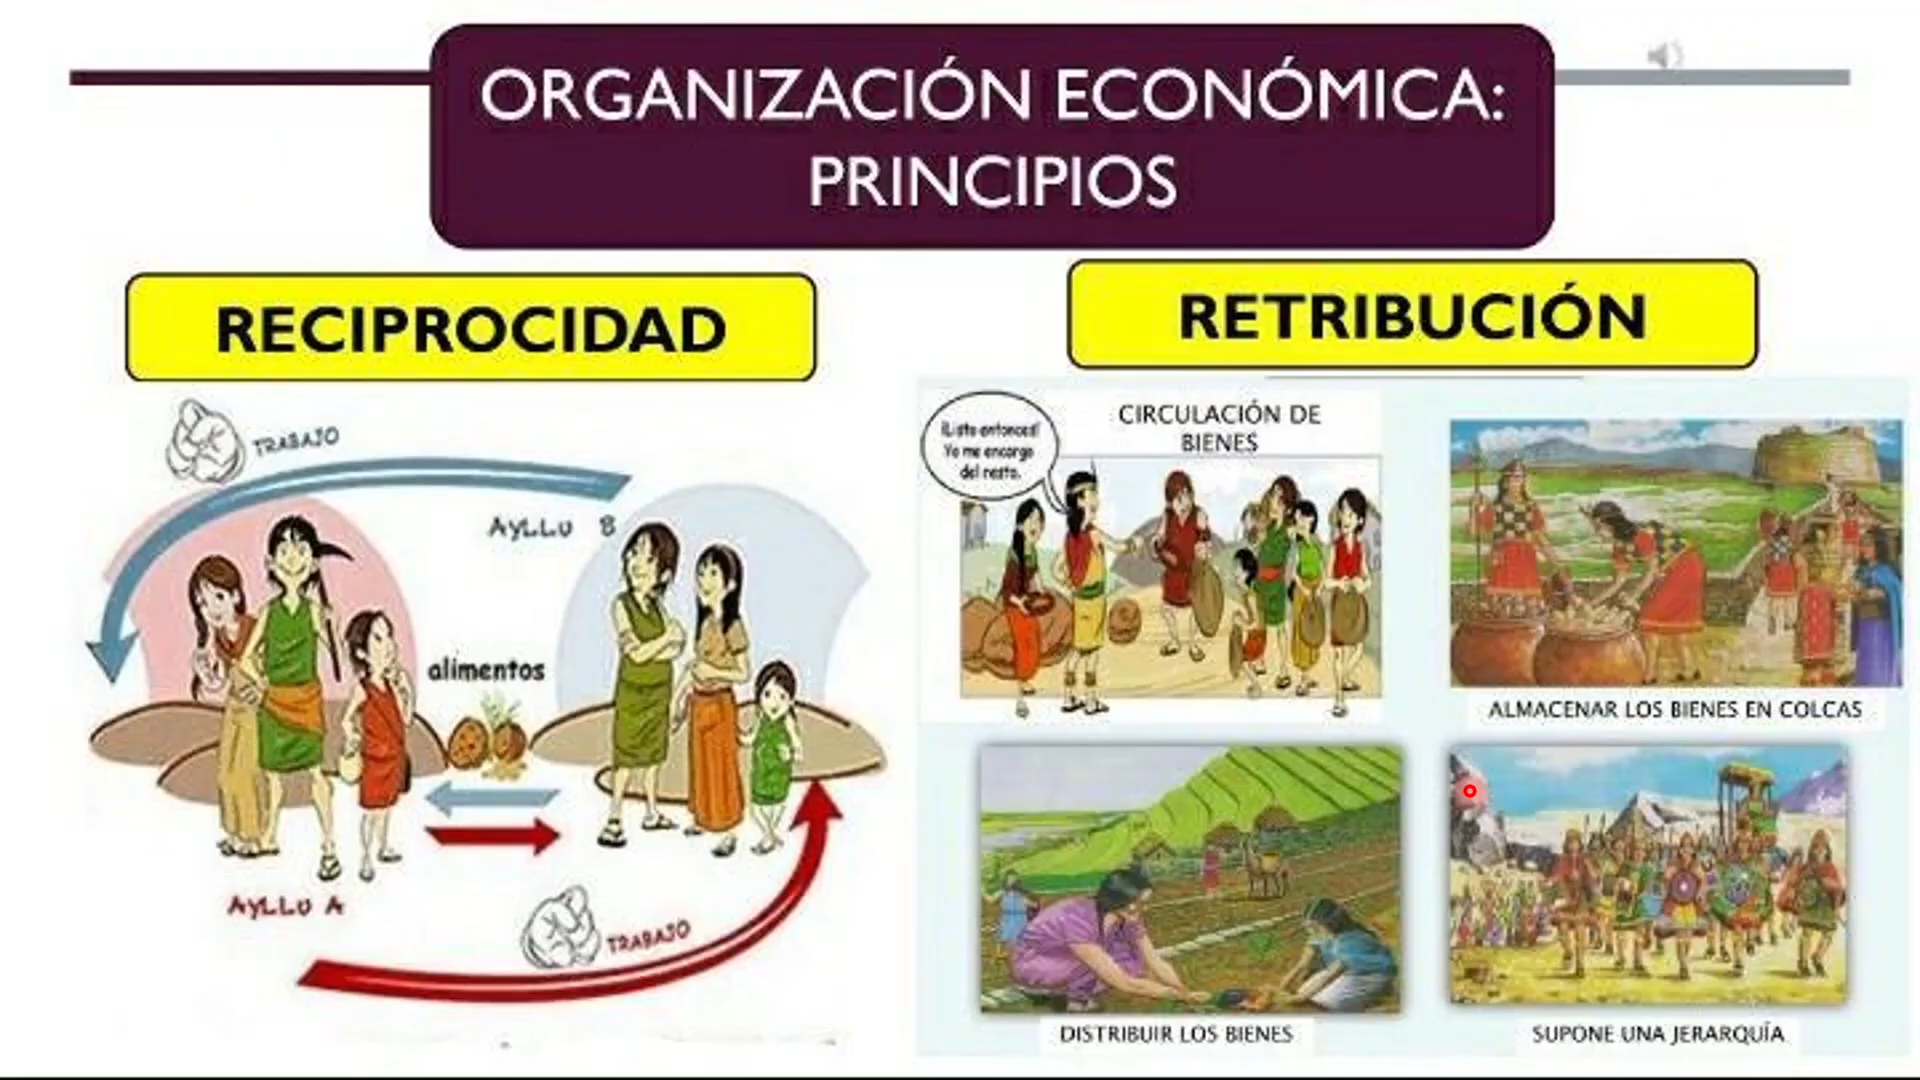 ORGANIZACIÓN ECONÓMICA:
PRINCIPIOS
RECIPROCIDAD
TRABAJO
AYLLU B
alimentos
AYLLU A
TRABAJO
RETRIBUCIÓN
¡Listo entonces!
Yo me encargo
del resto.
CIRCULACIÓN DE
BIENES
ALMACENAR LOS BIENES EN COLCAS
DISTRIBUIR LOS BIENES
SUPONE UNA JERARQUÍA